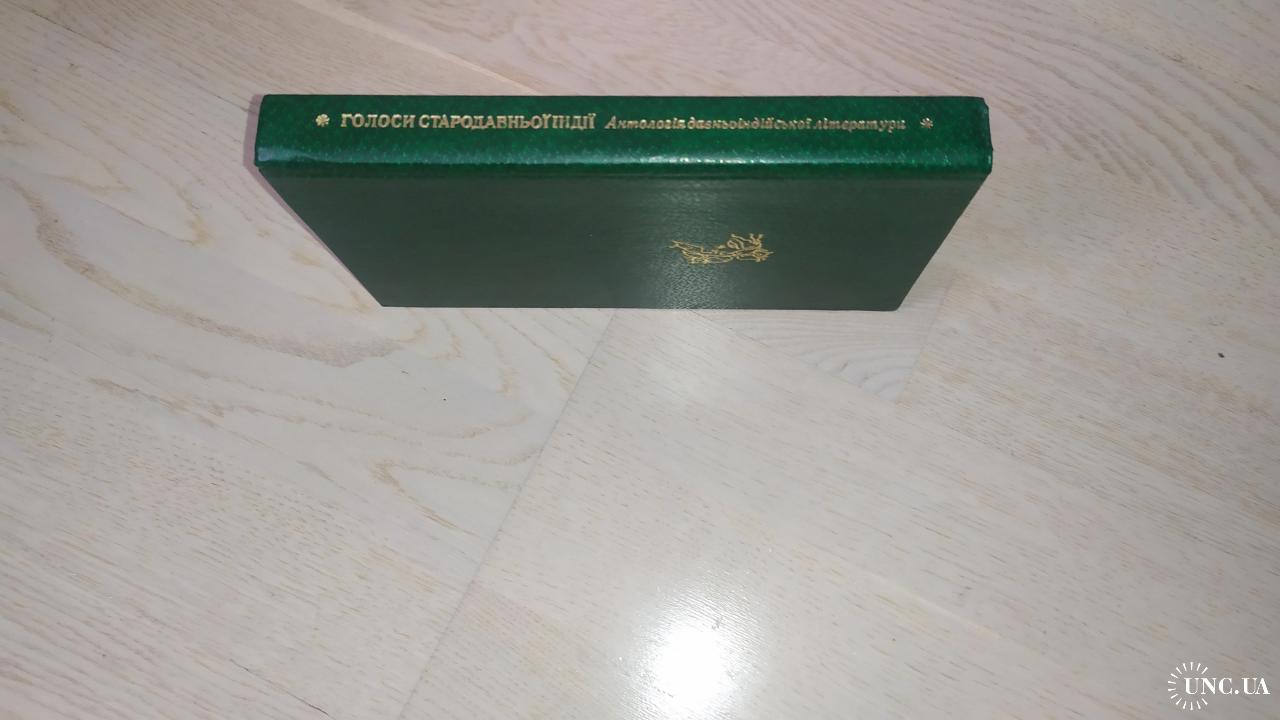 * ГОЛОСИ СТАРОДАВНЬОЇ ІНДІЇ Антологія давньоіндійської літератури *
UNC.UA